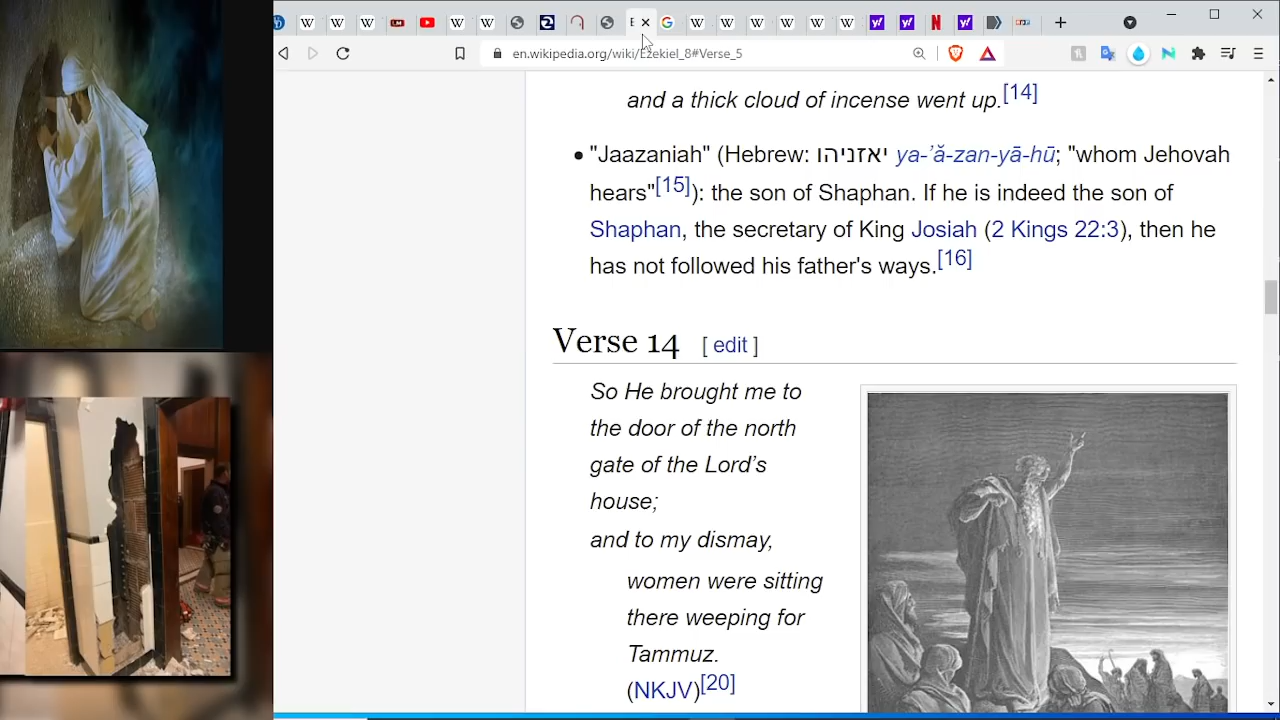 en.wikipedia.org/wiki/Ezekiel_8#Verse_5
and a thick cloud of incense went up.[14]
"Jaazaniah" (Hebrew: יאזניהו ya-’ă-zan-yā-hū; "whom Jehovah
hears"[15]): the son of Shaphan. If he is indeed the son of
Shaphan, the secretary of King Josiah (2 Kings 22:3), then he
has not followed his father's ways.[16]
Verse 14 [ edit ]
So He brought me to
the door of the north
gate of the Lord’s
house;
and to my dismay,
women were sitting
there weeping for
Tammuz.
(NKJV)[20]